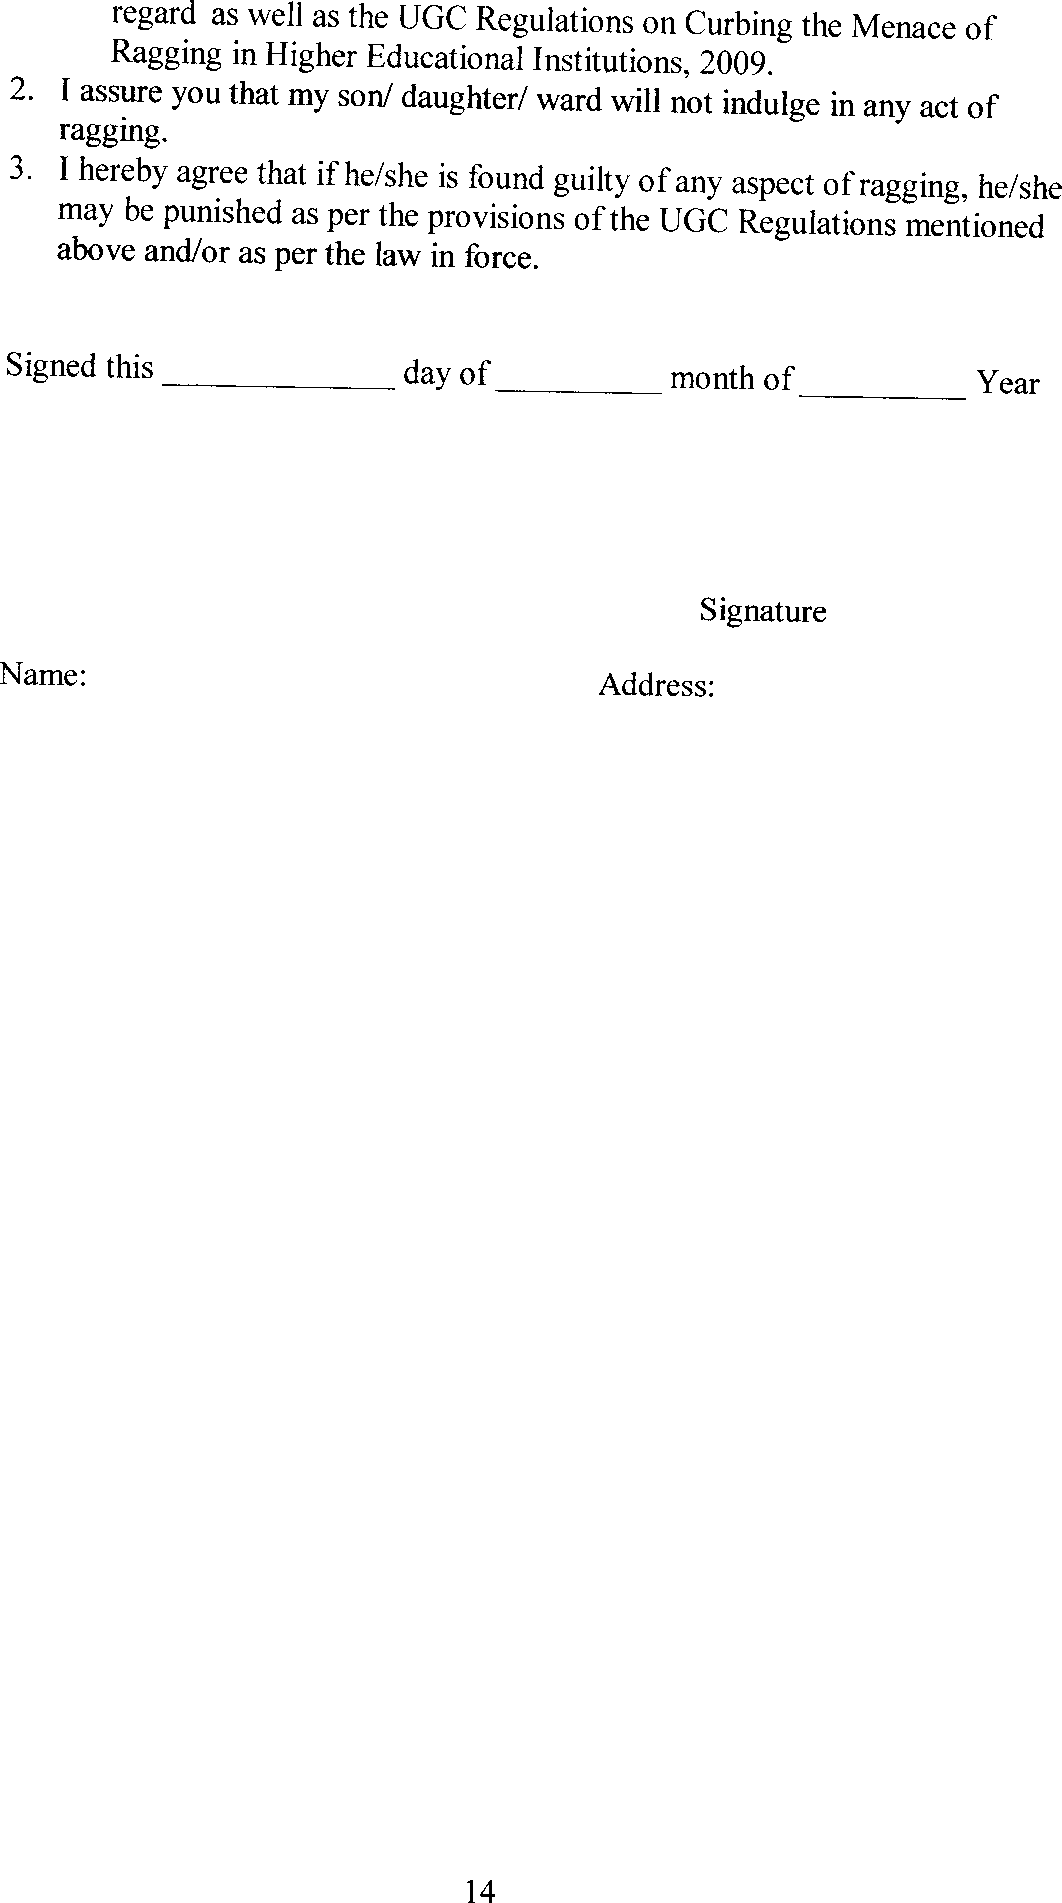 regard as well as the UGC Regulations on Curbing the Menace of
Ragging in Higher Educational Institutions, 2009.
2. I assure you that my son/ daughter/ ward will not indulge in any act of
ragging.
3. I hereby agree that if he/she is found guilty of any aspect of ragging, he/she
may be punished as per the provisions of the UGC Regulations mentioned
above and/or as per the law in force.
Signed this ______________ day of __________ month of __________ Year
Signature
Name: Address:
14